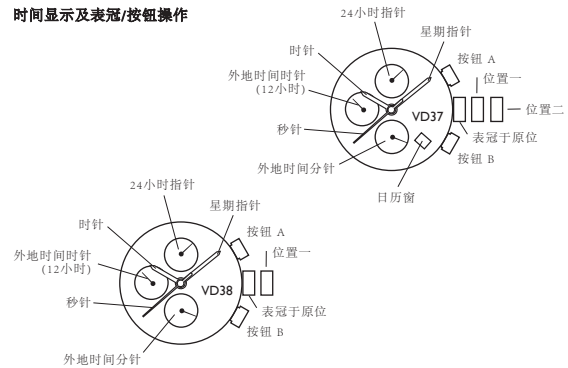 时间显示及表冠/按钮操作
24小时指针
星期指针
时针
按钮 A
外地时间时针
(12小时)
位置一
VD37
位置二
秒针
表冠于原位
外地时间分针
按钮 B
日历窗
24小时指针
星期指针
时针
按钮 A
外地时间时针
(12小时)
位置一
VD38
秒针
表冠于原位
按钮 B
外地时间分针